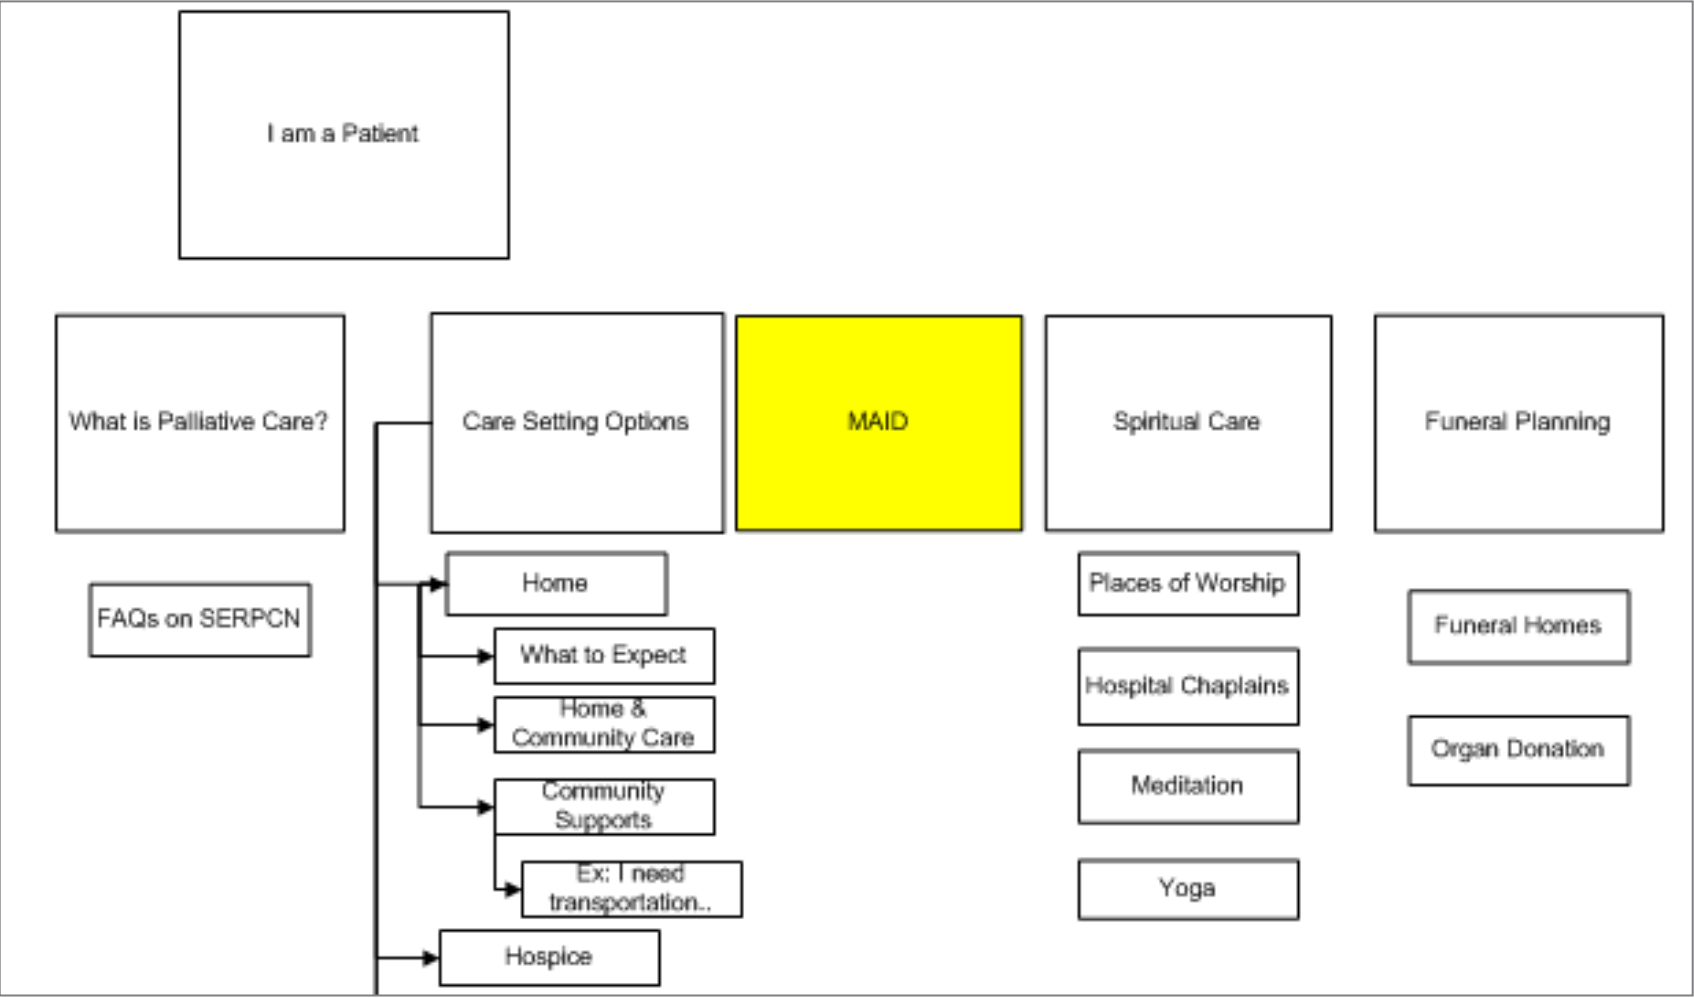 I am a Patient
What is Palliative Care?
Care Setting Options
MAID
Spiritual Care
Funeral Planning
FAQs on SERPCN
Home
What to Expect
Home &
Community Care
Community
Supports
Ex: I need
transportation..
Hospice
Places of Worship
Hospital Chaplains
Meditation
Yoga
Funeral Homes
Organ Donation